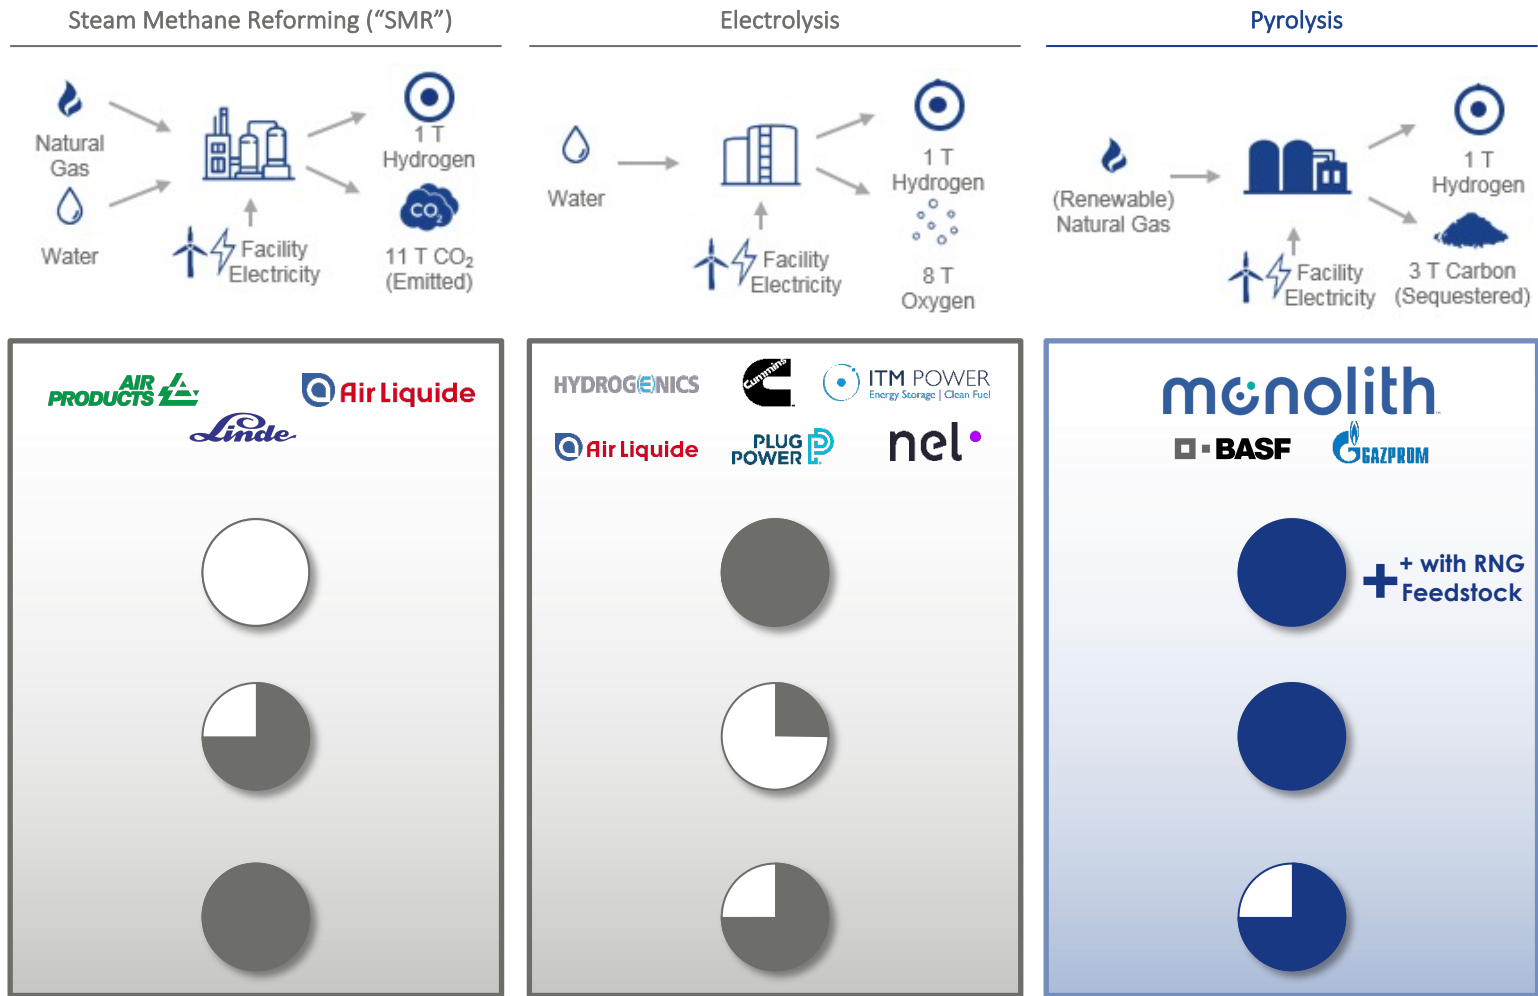 Steam Methane Reforming (“SMR”)
Natural
Gas
Water
Facility
Electricity
1 T
Hydrogen
CO₂
11 T CO₂
(Emitted)
Electrolysis
Water
Facility
Electricity
1 T
Hydrogen
8 T
Oxygen
Pyrolysis
(Renewable)
Natural Gas
Facility
Electricity
1 T
Hydrogen
3 T Carbon
(Sequestered)
AIR
PRODUCTS
Air Liquide
Linde
HYDROGENICS
Cummins
ITM POWER
Energy Storage | Clean Fuel
Air Liquide
PLUG
POWER
nel
monolith™
BASF
GAZPROM
+ + with RNG
Feedstock